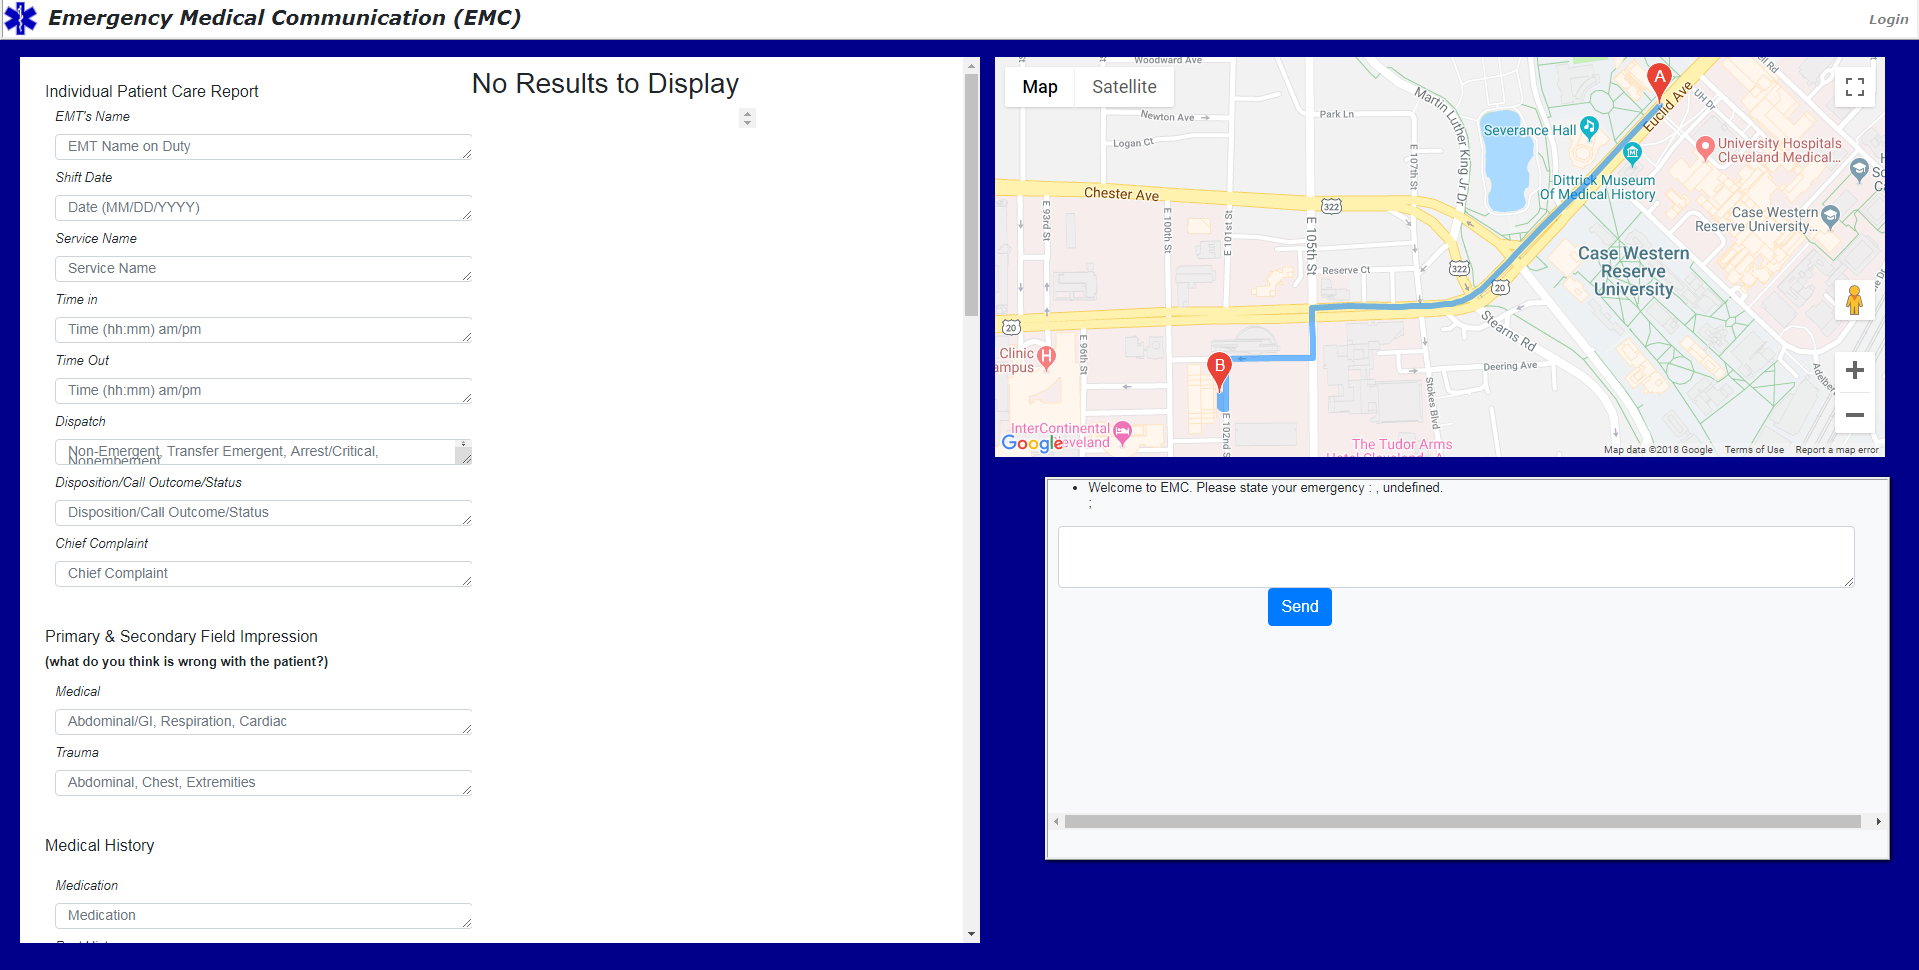 Emergency Medical Communication (EMC)
Login
No Results to Display
Individual Patient Care Report
EMT's Name
EMT Name on Duty
Shift Date
Date (MM/DD/YYYY)
Service Name
Service Name
Time in
Time (hh:mm) am/pm
Time Out
Time (hh:mm) am/pm
Dispatch
Non-Emergent, Transfer Emergent, Arrest/Critical,
Disposition/Call Outcome/Status
Disposition/Call Outcome/Status
Chief Complaint
Chief Complaint
Primary & Secondary Field Impression
(what do you think is wrong with the patient?)
Medical
Abdominal/GI, Respiration, Cardiac
Trauma
Abdominal, Chest, Extremities
Medical History
Medication
Medication
Map
Satellite
Woodward Ave
Newton Ave
Logan Ct
Park Ln
Martin Luther King Jr Dr
E 107th St
Severance Hall
A
Euclid Ave
UH Dr
University Hospitals
Cleveland Medical...
Dittrick Museum
Of Medical History
Case Western
Reserve University...
Chester Ave
322
E 93rd St
E 100th St
E 101st St
E 105th St
Reserve Ct
322
20
Case Western
Reserve
University
20
Stearns Rd
Clinic
ampus
H
E 96th St
B
Deering Ave
Stokes Blvd
Adelber
InterContinental
leveland
E 102nd S
The Tudor Arms
Google
Map data ©2018 Google
Terms of Use
Report a map error
• Welcome to EMC. Please state your emergency : , undefined.
;
Send